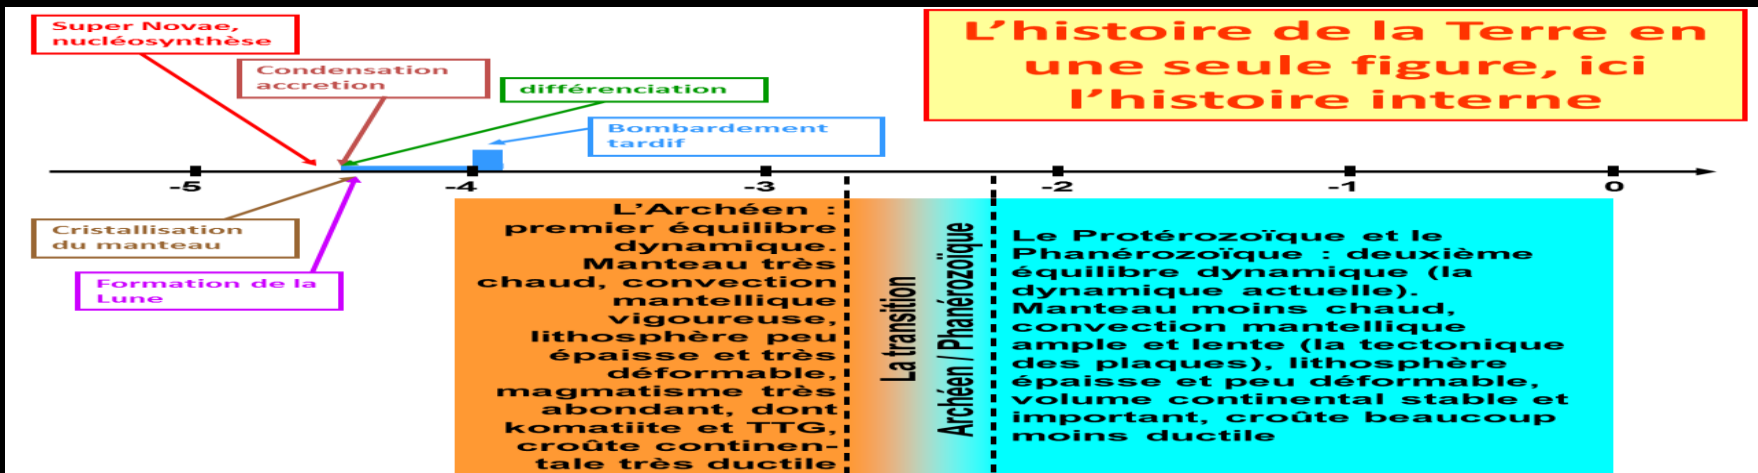 Super Novae,
nucléosynthèse
L'histoire de la Terre en
une seule figure, ici
l'histoire interne
Condensation
accretion
différenciation
Bombardement
tardif
-5
-4
-3
-2
-1
0
Cristallisation
du manteau
Formation de la
Lune
L'Archéen :
premier équilibre
dynamique.
Manteau très
chaud, convection
mantellique
vigoureuse,
lithosphère peu
épaisse et très
déformable,
magmatisme très
abondant, dont
komatiite et TTG,
croûte continen-
tale très ductile
La transition
Archéen / Phanérozoïque
Le Protérozoïque et le
Phanérozoïque : deuxième
équilibre dynamique (la
dynamique actuelle).
Manteau moins chaud,
convection mantellique
ample et lente (la tectonique
des plaques), lithosphère
épaisse et peu déformable,
volume continental stable et
important, croûte beaucoup
moins ductile